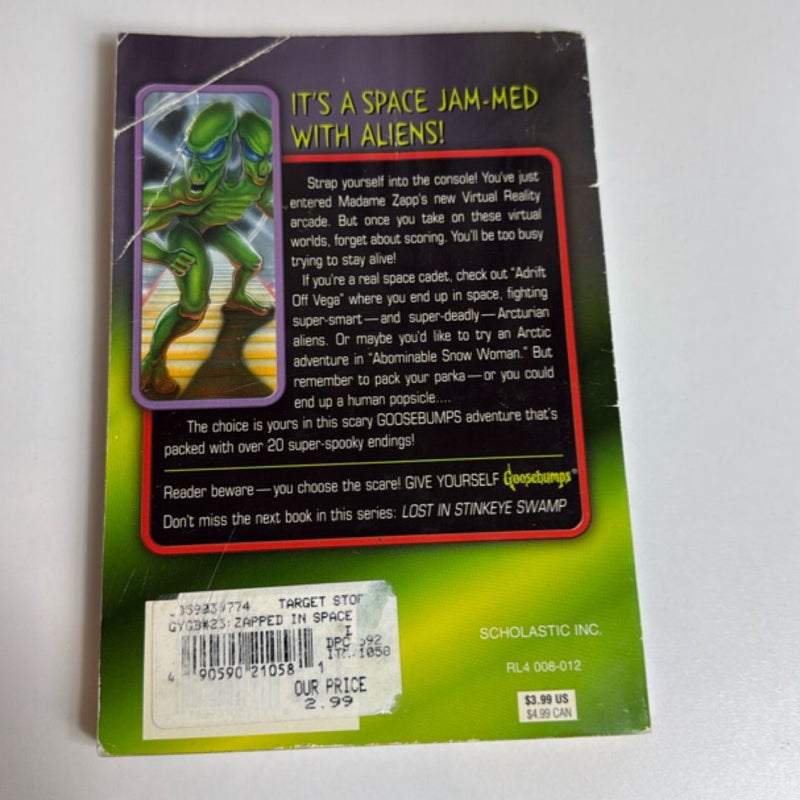 IT'S A SPACE JAM-MED
WITH ALIENS!
Strap yourself into the console! You've just
entered Madame Zapp's new Virtual Reality
arcade. But once you take on these virtual
worlds, forget about scoring. You'll be too busy
trying to stay alive!
If you're a real space cadet, check out "Adrift
Off Vega" where you end up in space, fighting
super-smart — and super-deadly — Arcturian
aliens. Or maybe you'd like to try an Arctic
adventure in "Abominable Snow Woman." But
remember to pack your parka — or you could
end up a human popsicle....
The choice is yours in this scary GOOSEBUMPS adventure that's
packed with over 20 super-spooky endings!
Reader beware — you choose the scare! GIVE YOURSELF Goosebumps®
Don't miss the next book in this series: LOST IN STINKEYE SWAMP
TARGET
GYGB#23:ZAPPED IN SPACE
DPC
1058
4 90590 21058 1
OUR PRICE
2.99
SCHOLASTIC INC.
RL4 008-012
$3.99 US
$4.99 CAN